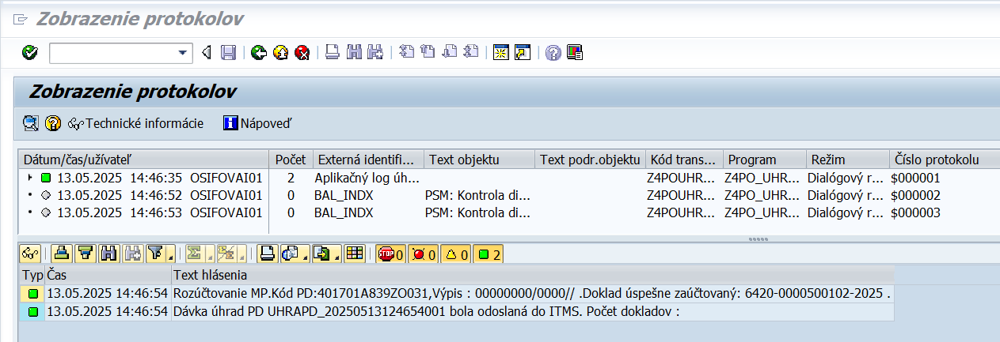 Zobrazenie protokolov
Zobrazenie protokolov
Technické informácie Nápoveď
Dátum/čas/užívateľ Počet Externá identifi... Text objektu Text podr.objektu Kód trans... Program Režim Číslo protokolu
13.05.2025 14:46:35 OSIFOVAI01 2 Aplikačný log úh... Z4POUHR... Z4PO_UHR... Dialógový r... $000001
13.05.2025 14:46:52 OSIFOVAI01 0 BAL_INDX PSM: Kontrola di... Z4POUHR... Z4PO_UHR... Dialógový r... $000002
13.05.2025 14:46:53 OSIFOVAI01 0 BAL_INDX PSM: Kontrola di... Z4POUHR... Z4PO_UHR... Dialógový r... $000003
STOP 0 0 0 2
Typ Čas Text hlásenia
13.05.2025 14:46:54 Rozúčtovanie MP.Kód PD:401701A839ZO031,Výpis : 00000000/0000// .Doklad úspešne zaúčtovaný: 6420-0000500102-2025 .
13.05.2025 14:46:54 Dávka úhrad PD UHRAPD_20250513124654001 bola odoslaná do ITMS. Počet dokladov :